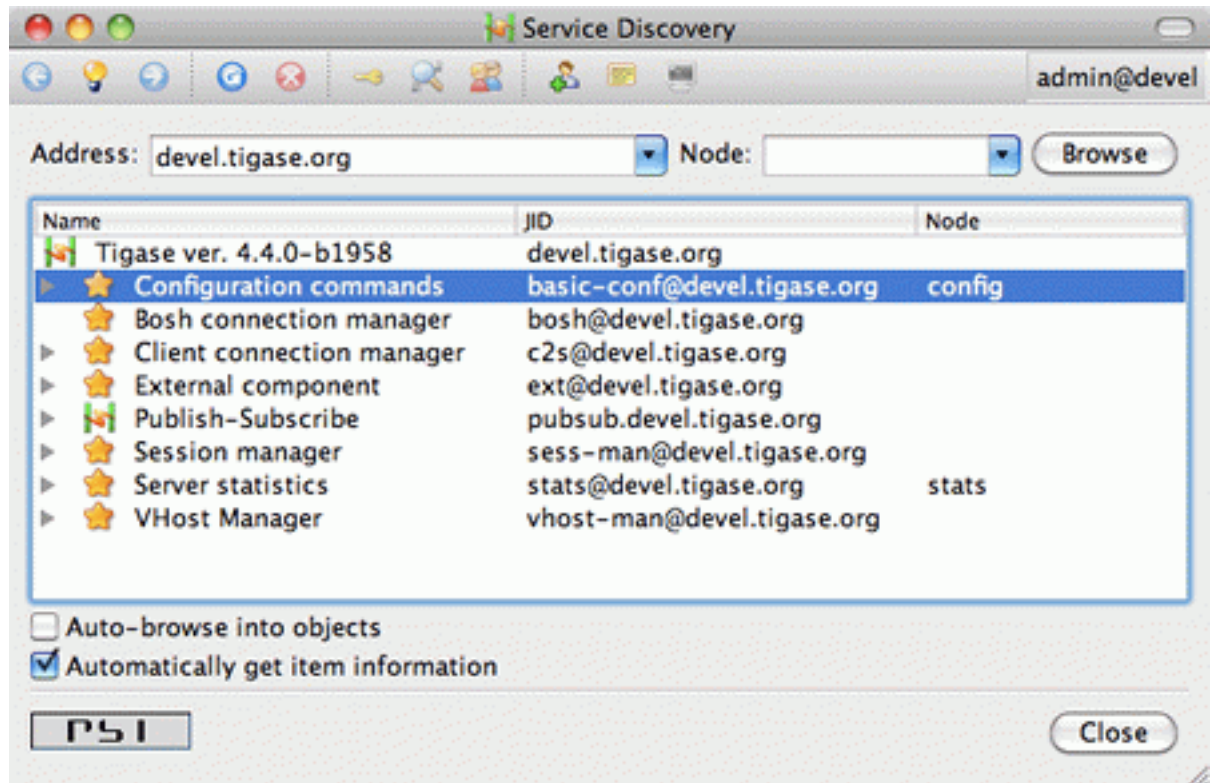 Service Discovery
admin@devel
Address: devel.tigase.org Node: Browse
Name JID Node
Tigase ver. 4.4.0-b1958 devel.tigase.org
Configuration commands basic-conf@devel.tigase.org config
Bosh connection manager bosh@devel.tigase.org
Client connection manager c2s@devel.tigase.org
External component ext@devel.tigase.org
Publish-Subscribe pubsub.devel.tigase.org
Session manager sess-man@devel.tigase.org
Server statistics stats@devel.tigase.org stats
VHost Manager vhost-man@devel.tigase.org
Auto-browse into objects
Automatically get item information
PSI Close